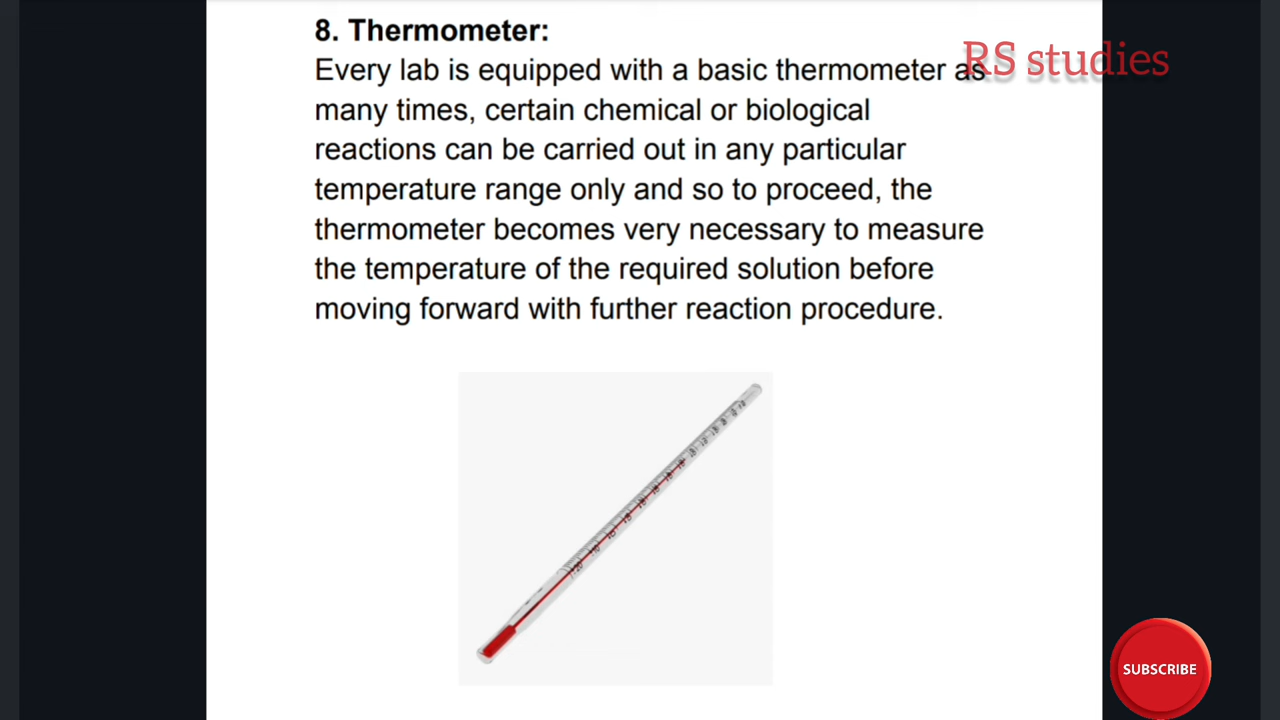 8. Thermometer:
Every lab is equipped with a basic thermometer as
RS studies
many times, certain chemical or biological
reactions can be carried out in any particular
temperature range only and so to proceed, the
thermometer becomes very necessary to measure
the temperature of the required solution before
moving forward with further reaction procedure.
SUBSCRIBE